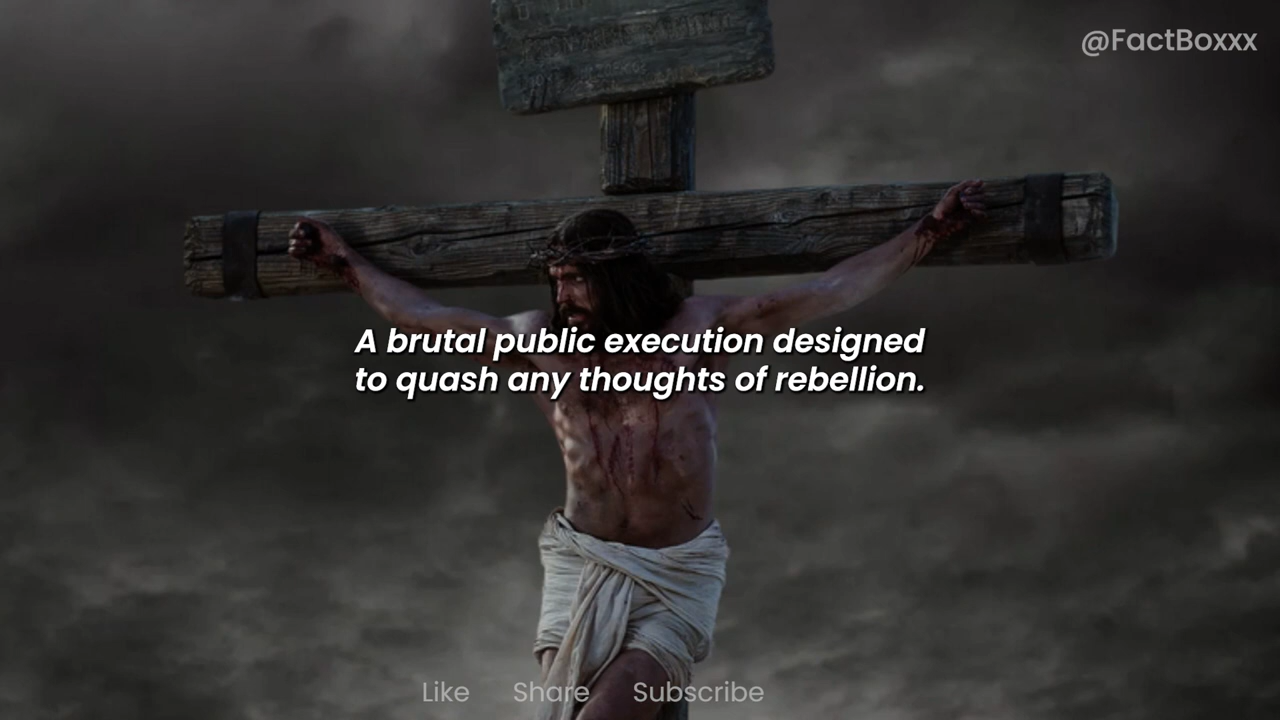 @FactBoxxx
A brutal public execution designed
to quash any thoughts of rebellion.
Like Share Subscribe